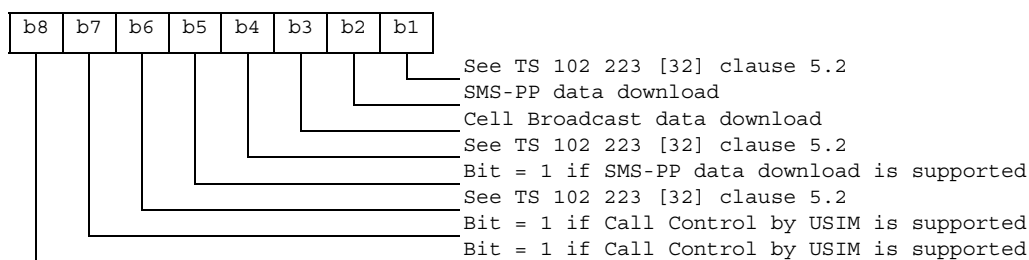 b8 b7 b6 b5 b4 b3 b2 b1
See TS 102 223 [32] clause 5.2
SMS-PP data download
Cell Broadcast data download
See TS 102 223 [32] clause 5.2
Bit = 1 if SMS-PP data download is supported
See TS 102 223 [32] clause 5.2
Bit = 1 if Call Control by USIM is supported
Bit = 1 if Call Control by USIM is supported